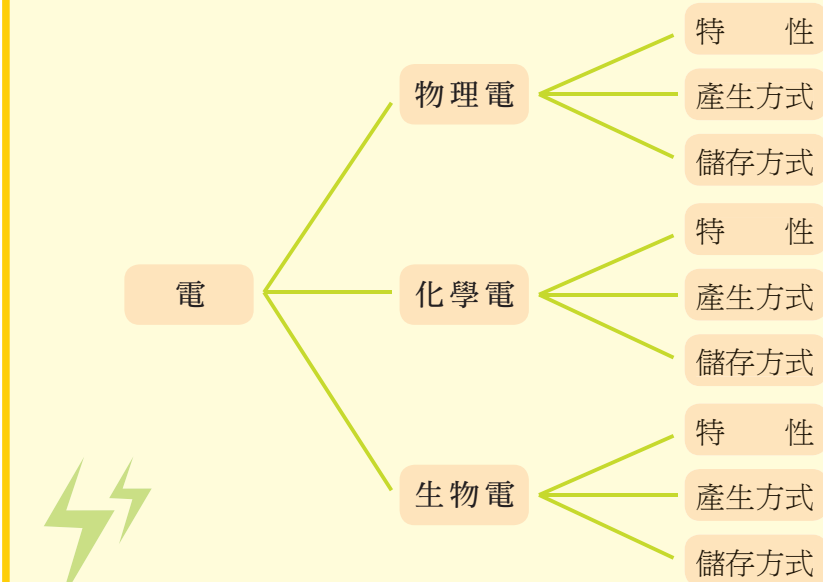 電
物理電
特性
產生方式
儲存方式
化學電
特性
產生方式
儲存方式
生物電
特性
產生方式
儲存方式